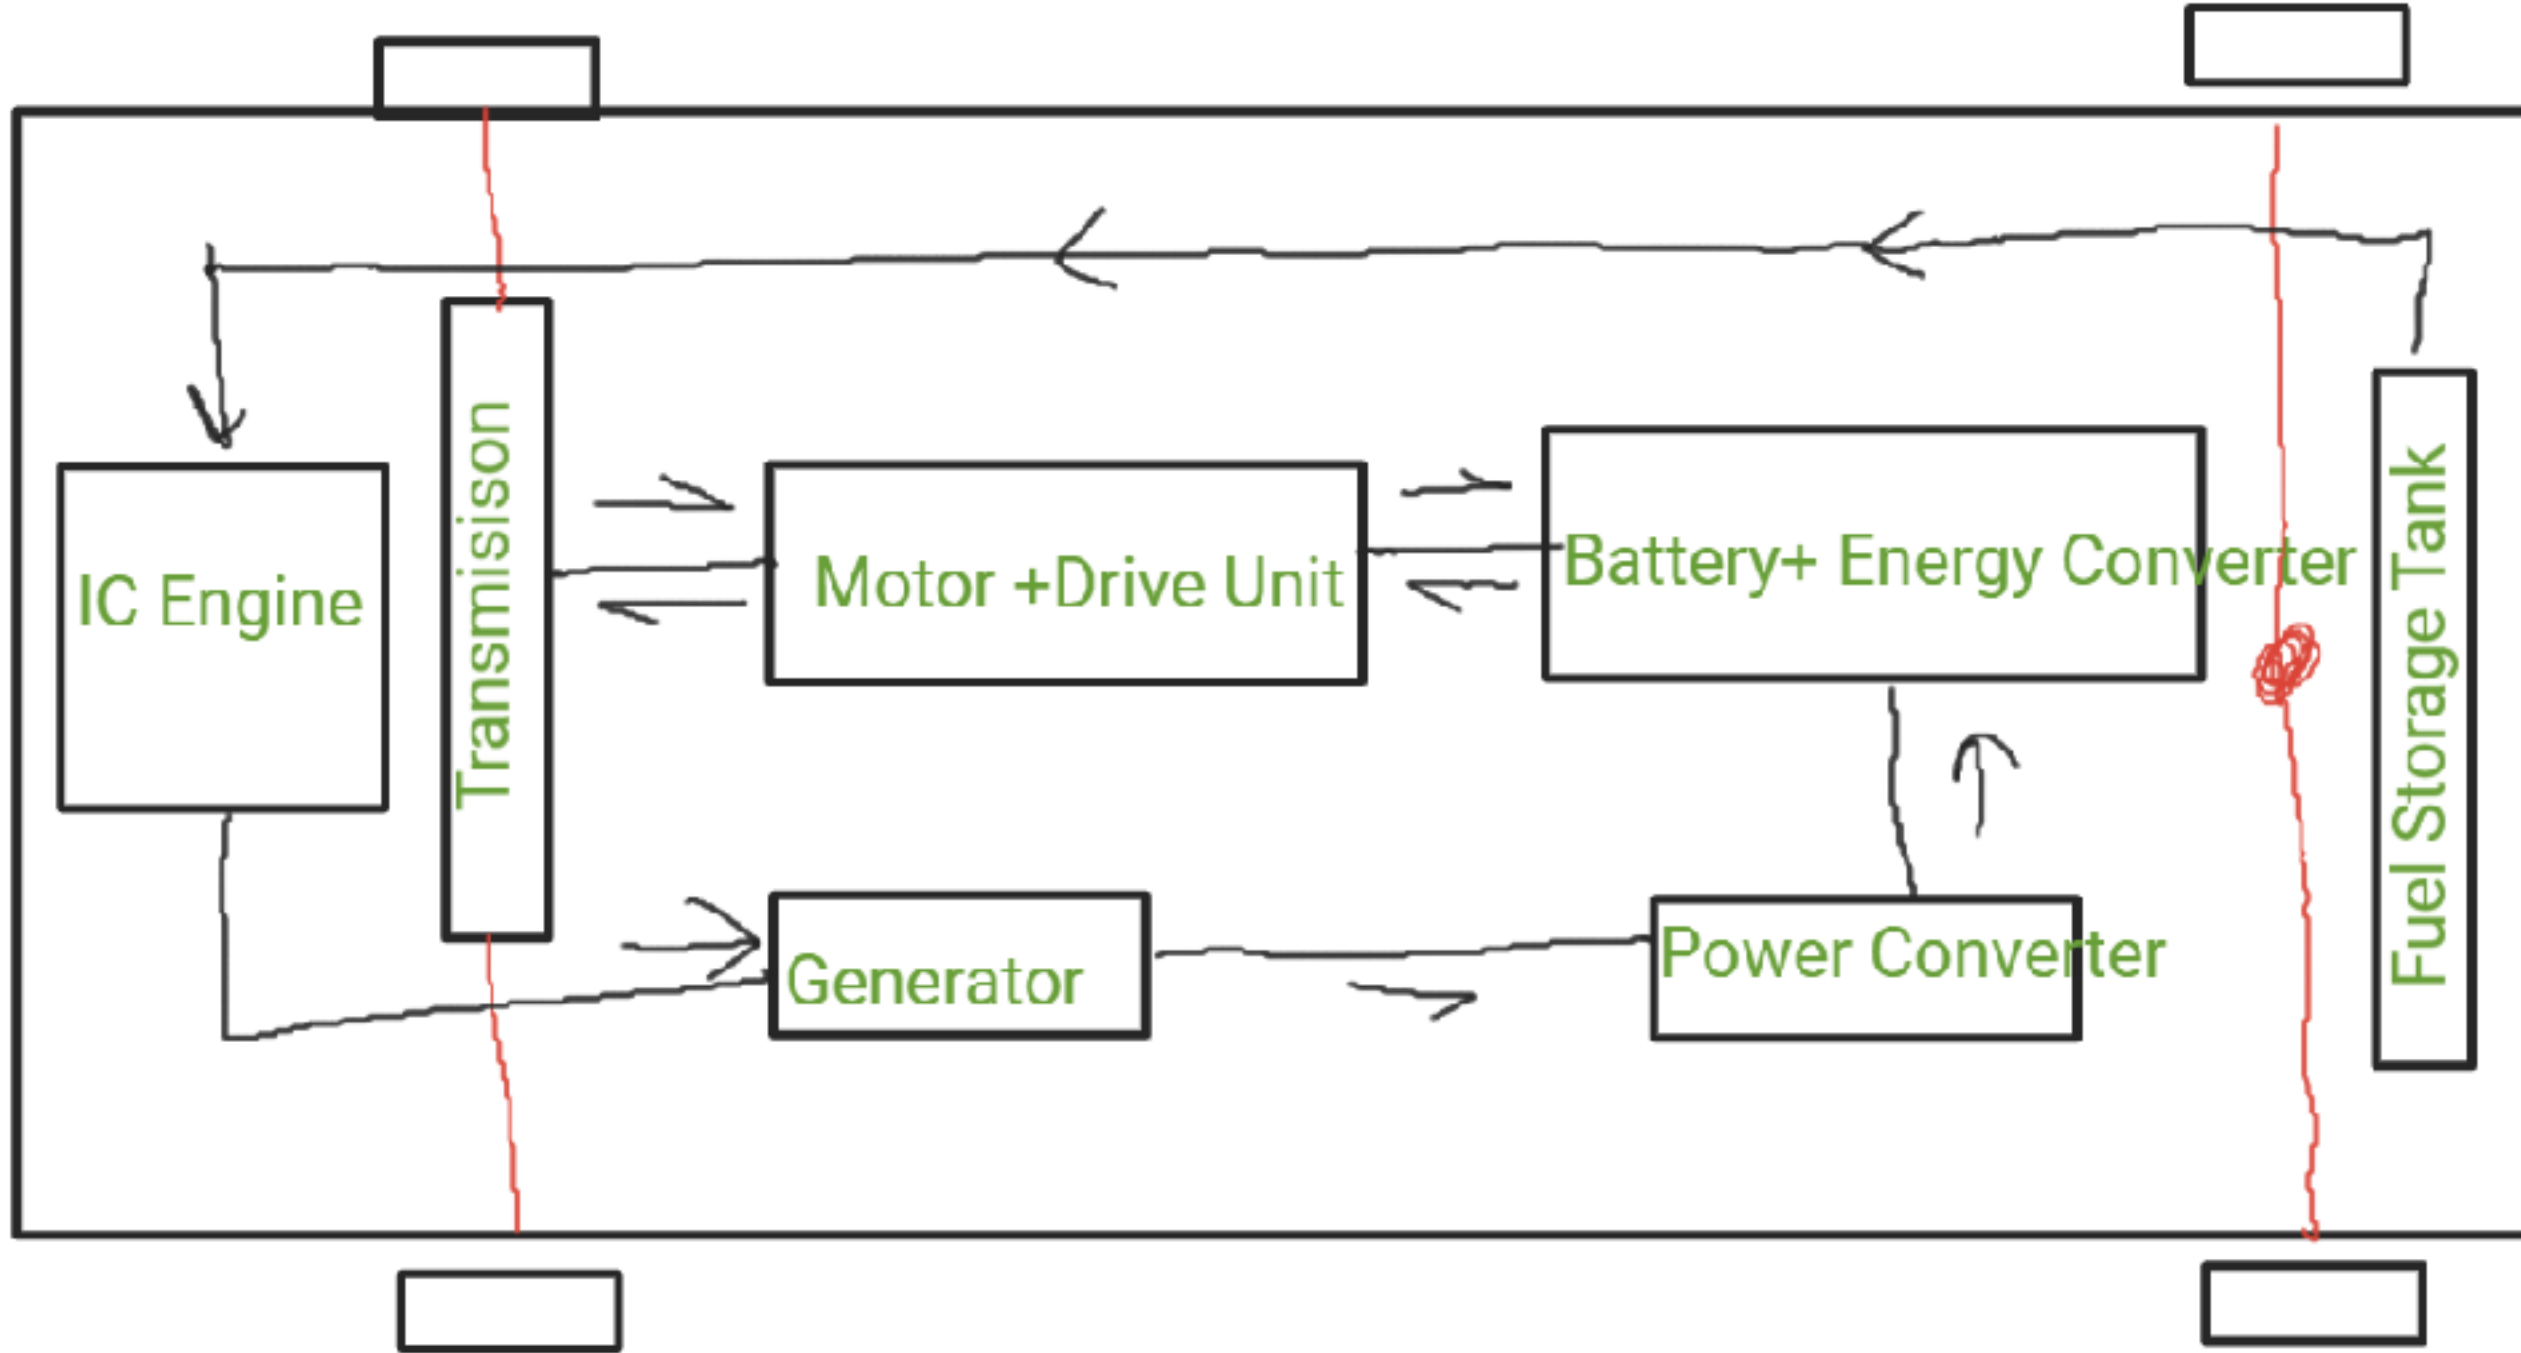 IC Engine
Transmisison
Motor +Drive Unit
Battery+ Energy Converter
Fuel Storage Tank
Generator
Power Converter